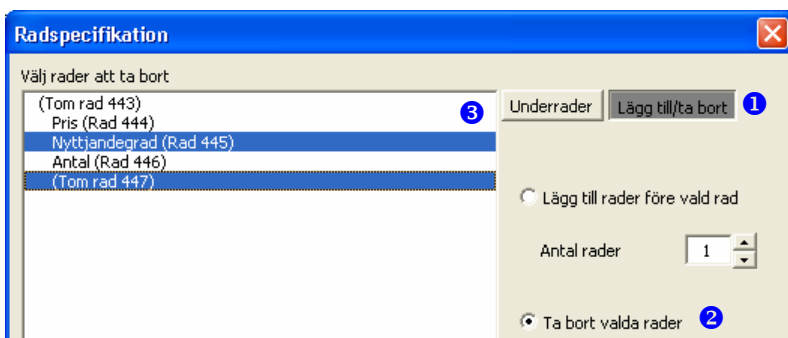 Radspecifikation
Välj rader att ta bort
(Tom rad 443)
Pris (Rad 444)
Nyttjandegrad (Rad 445)
Antal (Rad 446)
(Tom rad 447)
3
Underrader
Lägg till/ta bort
1
Lägg till rader före vald rad
Antal rader
1
Ta bort valda rader
2